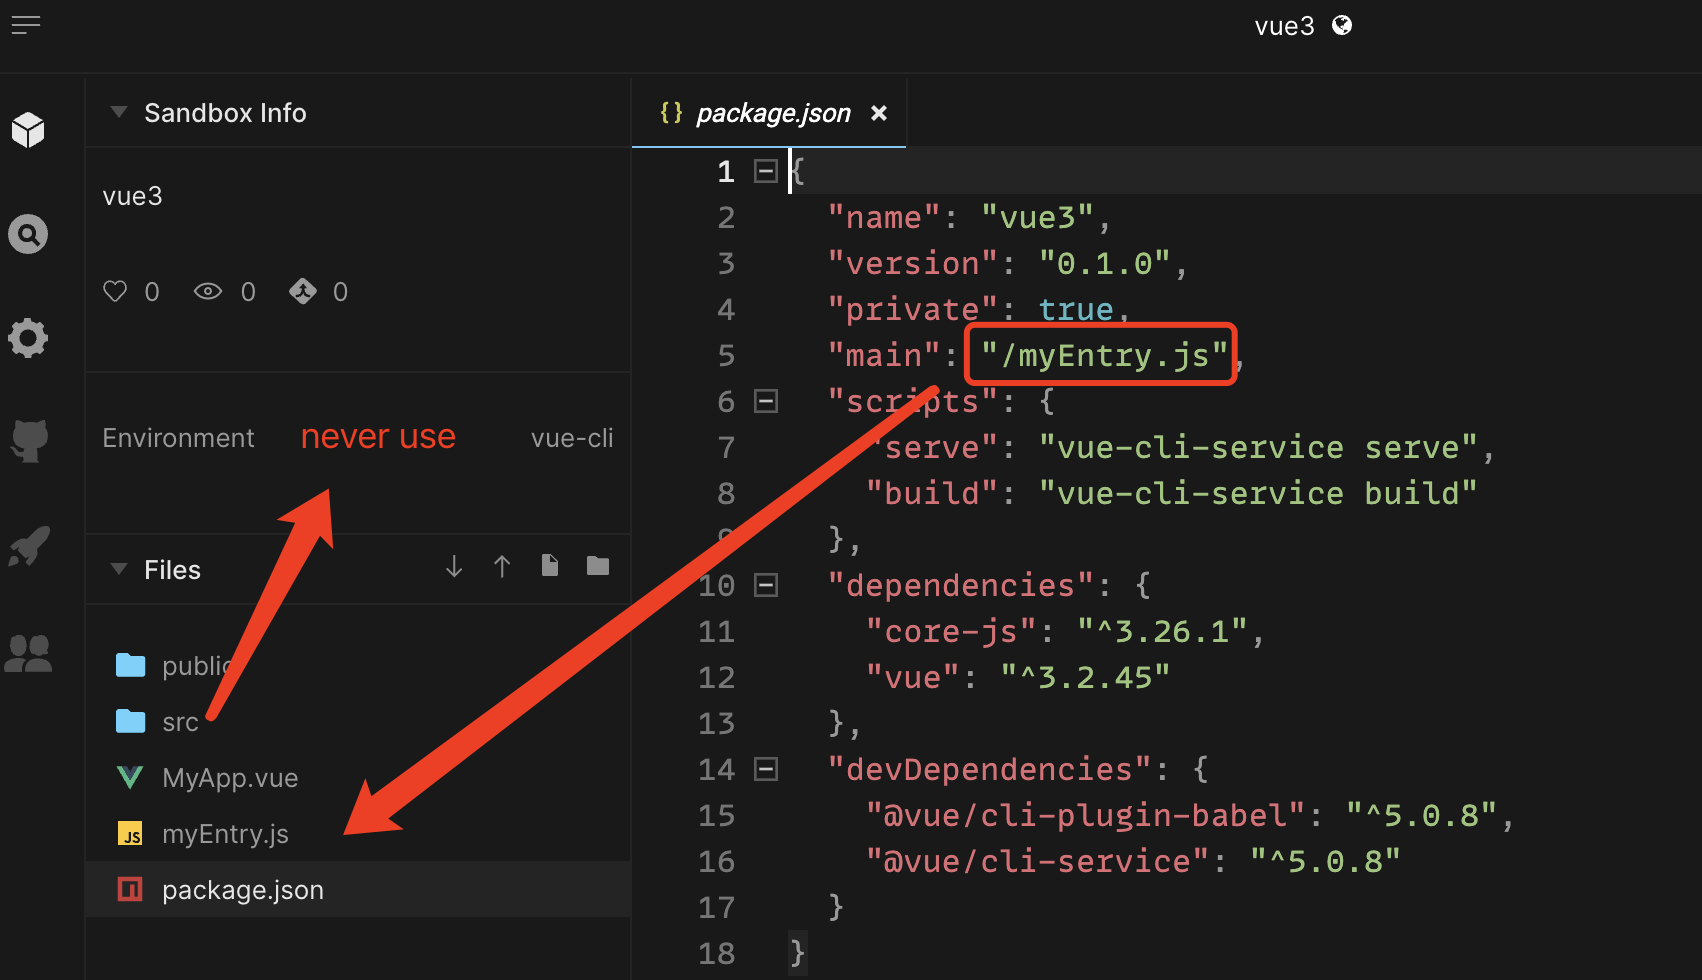 vue3
Sandbox Info
vue3
0 0 0
Environment never use vue-cli
Files
public
src
MyApp.vue
JS myEntry.js
package.json
{} package.json ×
1 {
2 "name": "vue3",
3 "version": "0.1.0",
4 "private": true,
5 "main": "/myEntry.js",
6 "scripts": {
7 "serve": "vue-cli-service serve",
8 "build": "vue-cli-service build"
9 },
10 "dependencies": {
11 "core-js": "^3.26.1",
12 "vue": "^3.2.45"
13 },
14 "devDependencies": {
15 "@vue/cli-plugin-babel": "^5.0.8",
16 "@vue/cli-service": "^5.0.8"
17 }
18 }